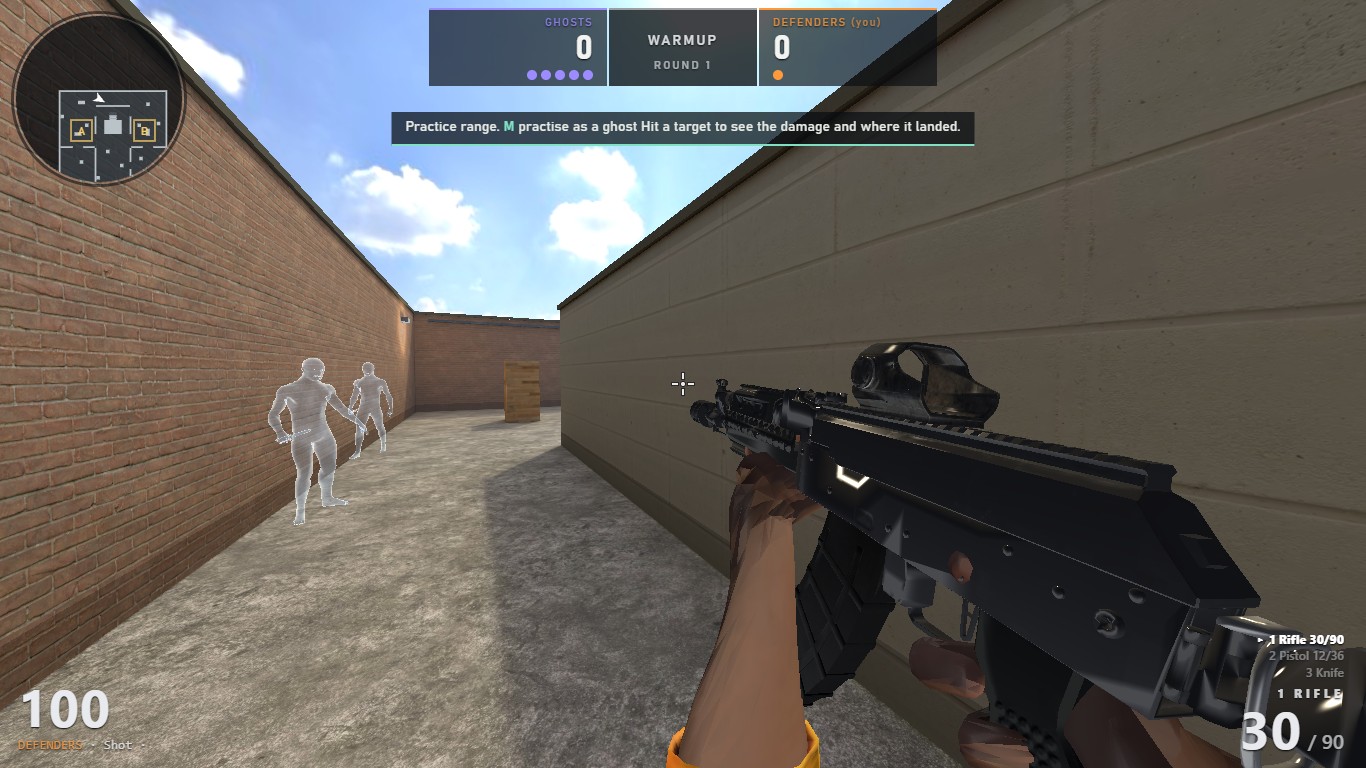 GHOSTS
0
WARMUP
ROUND 1
DEFENDERS (you)
0
A
B
Practice range. M practise as a ghost Hit a target to see the damage and where it landed.
1 Rifle 30/90
2 Pistol 12/36
3 Knife
1 RIFLE
30 / 90
100
DEFENDERS · Shot ·